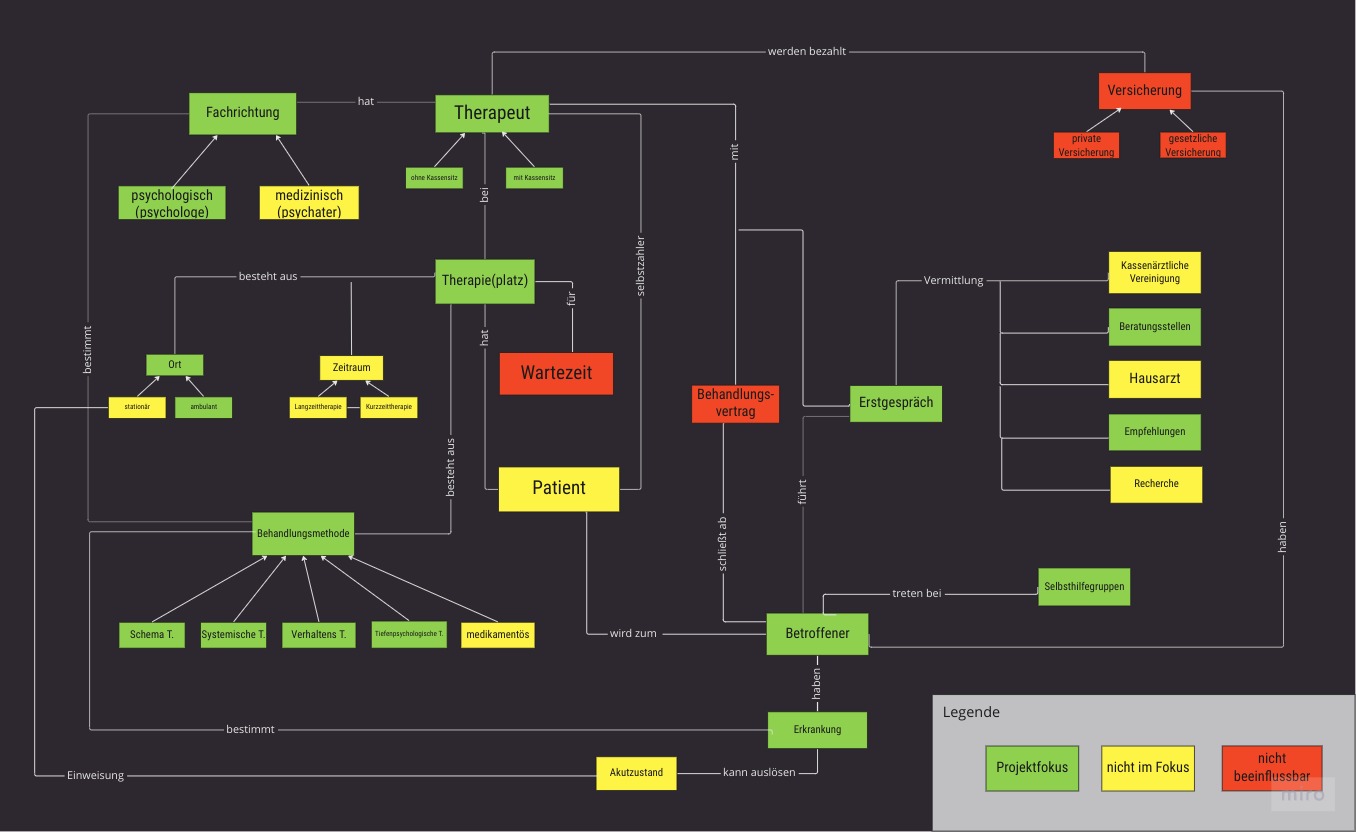 werden bezahlt
Versicherung
private
Versicherung
gesetzliche
Versicherung
Fachrichtung
hat
Therapeut
ohne Kassensitz
mit Kassensitz
psychologisch
(psychologe)
medizinisch
(psychater)
mit
bei
selbstzahler
besteht aus
Therapie(platz)
für
hat
Wartezeit
bestimmt
Ort
stationär
ambulant
Zeitraum
Langzeittherapie
Kurzzeittherapie
Vermittlung
Kassenärztliche
Vereinigung
Beratungsstellen
Hausarzt
Empfehlungen
Recherche
Behandlungs-
vertrag
Erstgespräch
besteht aus
Patient
führt
schließt ab
haben
Behandlungsmethode
Schema T.
Systemische T.
Verhaltens T.
Tiefenpsychologische T.
medikamentös
wird zum
Betroffener
treten bei
Selbsthilfegruppen
haben
bestimmt
Erkrankung
Einweisung
Akutzustand
kann auslösen
Legende
Projektfokus
nicht im Fokus
nicht
beeinflussbar
miro